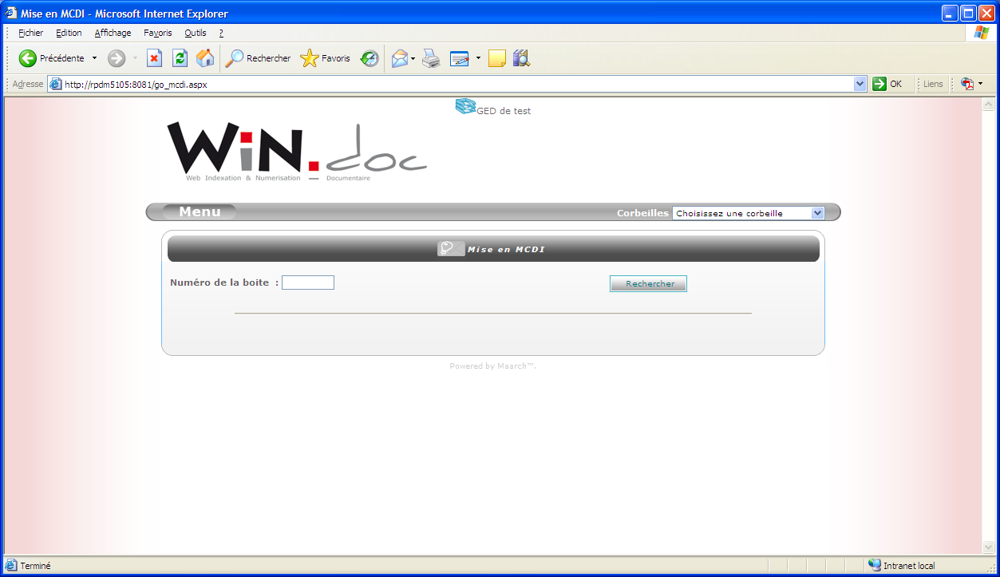 Mise en MCDI - Microsoft Internet Explorer
Fichier Edition Affichage Favoris Outils ?
Précédente Rechercher Favoris
Adresse http://rpdm5105:8081/go_mcdi.aspx OK Liens
GED de test
WiN.doc
Web Indexation & Numerisation — Documentaire
Menu Corbeilles Choisissez une corbeille
Mise en MCDI
Numéro de la boite : Rechercher
Powered by Maarch™.
Terminé Intranet local